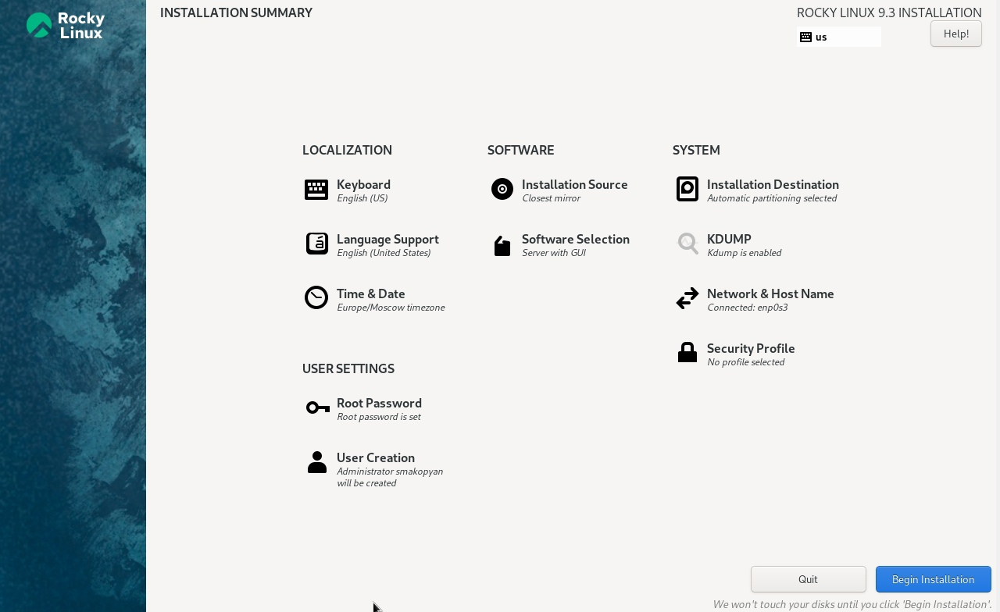 Rocky
Linux
INSTALLATION SUMMARY
ROCKY LINUX 9.3 INSTALLATION
us
Help!
LOCALIZATION
Keyboard
English (US)
Language Support
English (United States)
Time & Date
Europe/Moscow timezone
SOFTWARE
Installation Source
Closest mirror
Software Selection
Server with GUI
SYSTEM
Installation Destination
Automatic partitioning selected
KDUMP
Kdump is enabled
Network & Host Name
Connected: enp0s3
Security Profile
No profile selected
USER SETTINGS
Root Password
Root password is set
User Creation
Administrator smakopyan
will be created
Quit
Begin Installation
We won't touch your disks until you click 'Begin Installation'.